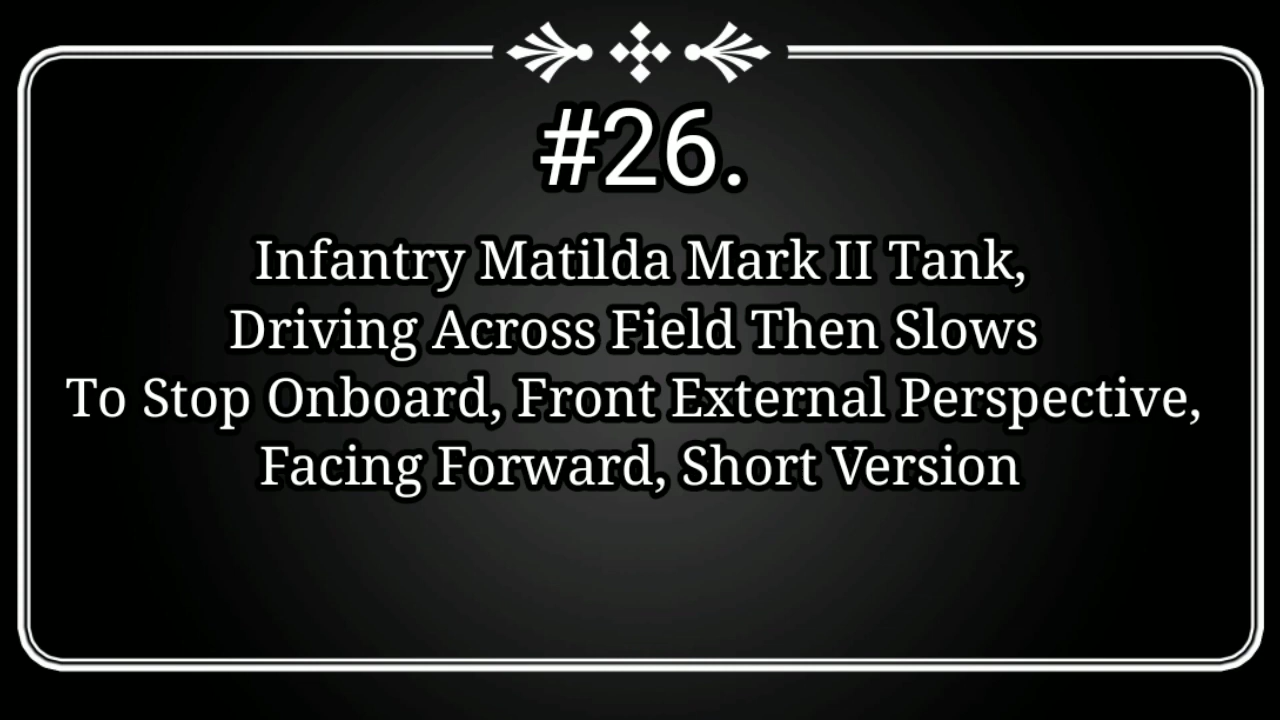 #26.
Infantry Matilda Mark II Tank,
Driving Across Field Then Slows
To Stop Onboard, Front External Perspective,
Facing Forward, Short Version